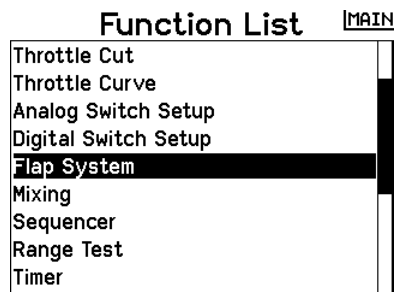 Function List
MAIN
Throttle Cut
Throttle Curve
Analog Switch Setup
Digital Switch Setup
Flap System
Mixing
Sequencer
Range Test
Timer